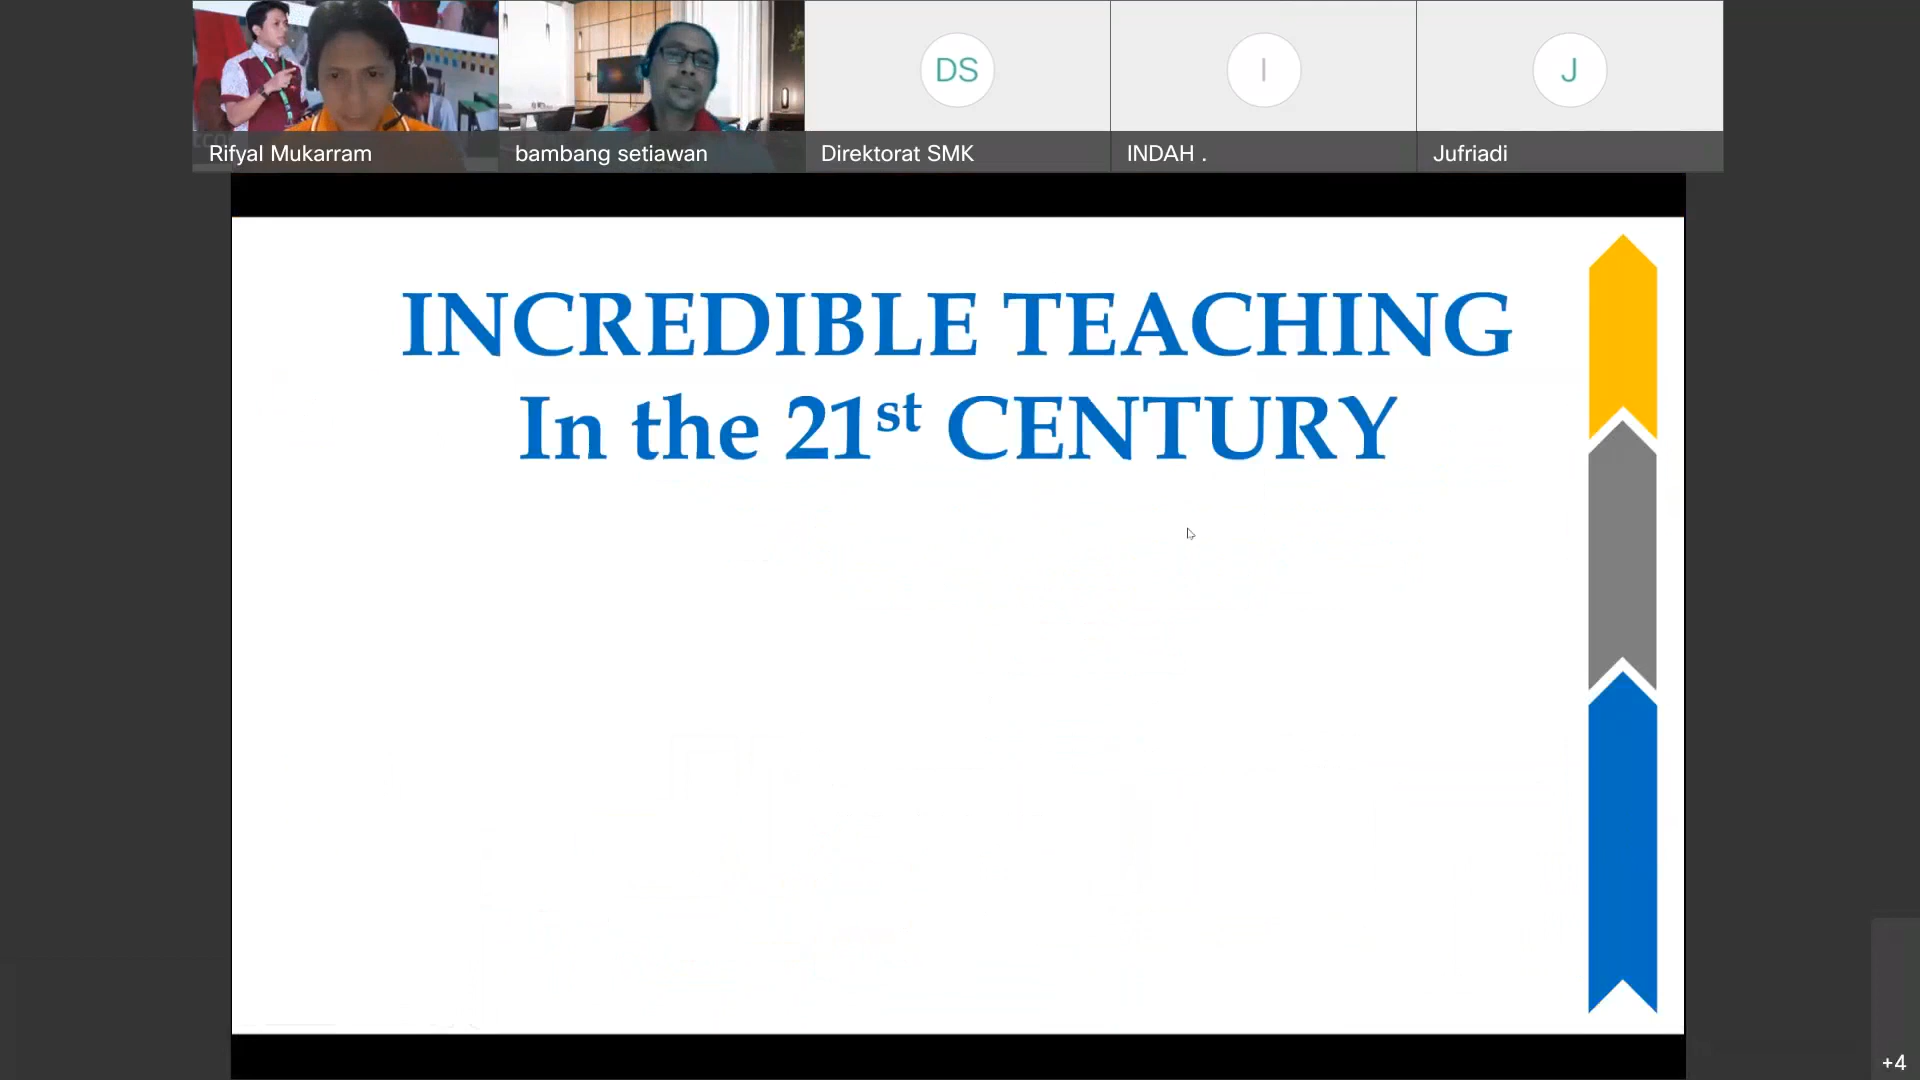 Rifyal Mukarram
bambang setiawan
DS
Direktorat SMK
I
INDAH .
J
Jufriadi
INCREDIBLE TEACHING
In the 21st CENTURY
+4